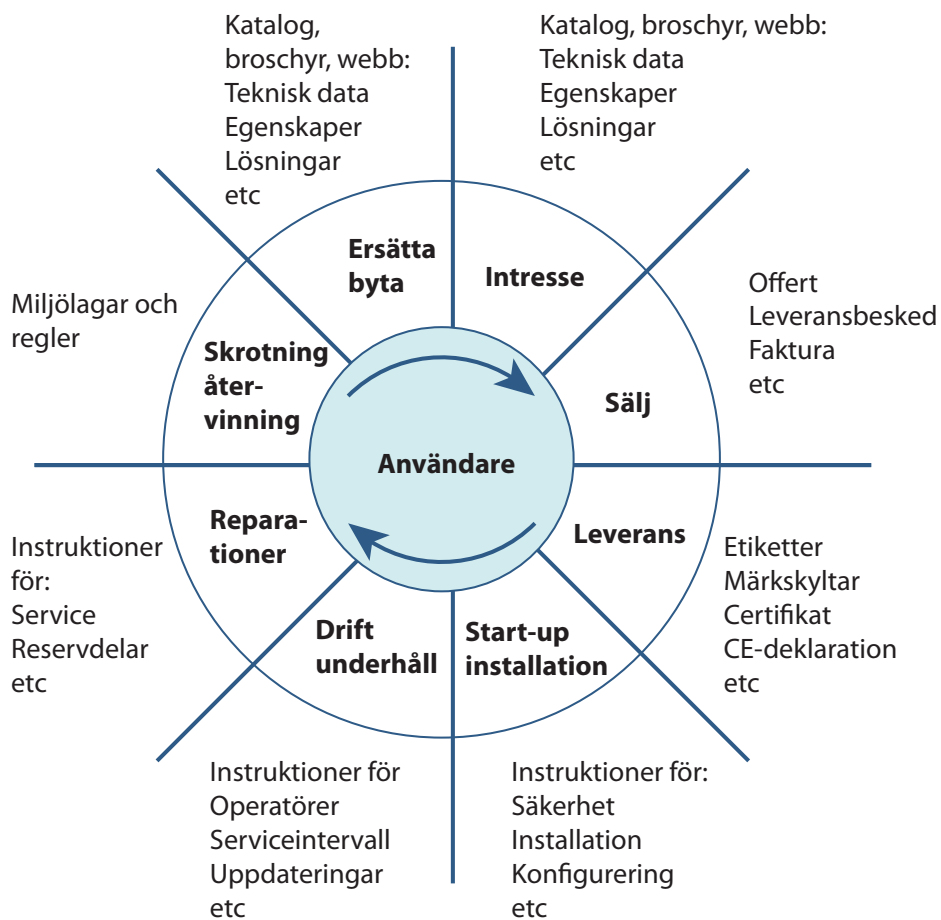 Katalog,
broschyr, webb:
Teknisk data
Egenskaper
Lösningar
etc
Katalog, broschyr, webb:
Teknisk data
Egenskaper
Lösningar
etc
Ersätta
byta
Intresse
Miljölagar och
regler
Skrotning
åter-
vinning
Sälj
Offert
Leveransbesked
Faktura
etc
Användare
Instruktioner
för:
Service
Reservdelar
etc
Repara-
tioner
Leverans
Etiketter
Märkskyltar
Certifikat
CE-deklaration
etc
Drift
underhåll
Start-up
installation
Instruktioner för
Operatörer
Serviceintervall
Uppdateringar
etc
Instruktioner för:
Säkerhet
Installation
Konfigurering
etc